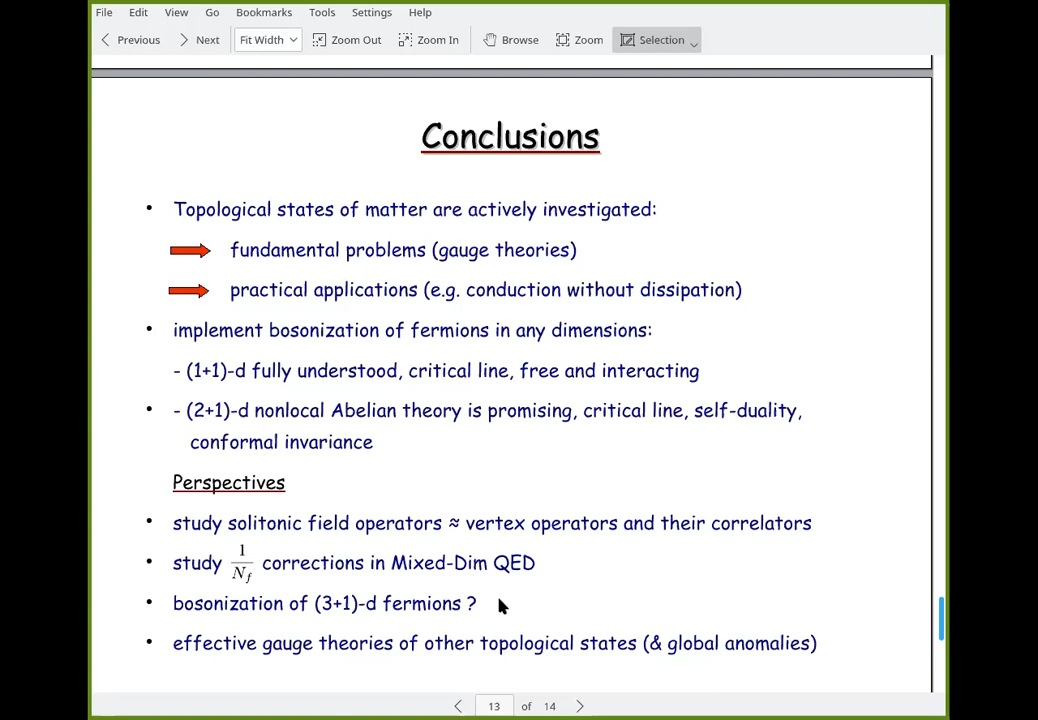 File Edit View Go Bookmarks Tools Settings Help
Previous Next Fit Width Zoom Out Zoom In Browse Zoom Selection
Conclusions
• Topological states of matter are actively investigated:
fundamental problems (gauge theories)
practical applications (e.g. conduction without dissipation)
• implement bosonization of fermions in any dimensions:
- (1+1)-d fully understood, critical line, free and interacting
• - (2+1)-d nonlocal Abelian theory is promising, critical line, self-duality,
conformal invariance
Perspectives
• study solitonic field operators ≈ vertex operators and their correlators
• study 1/N_f corrections in Mixed-Dim QED
• bosonization of (3+1)-d fermions ?
• effective gauge theories of other topological states (& global anomalies)
13 of 14